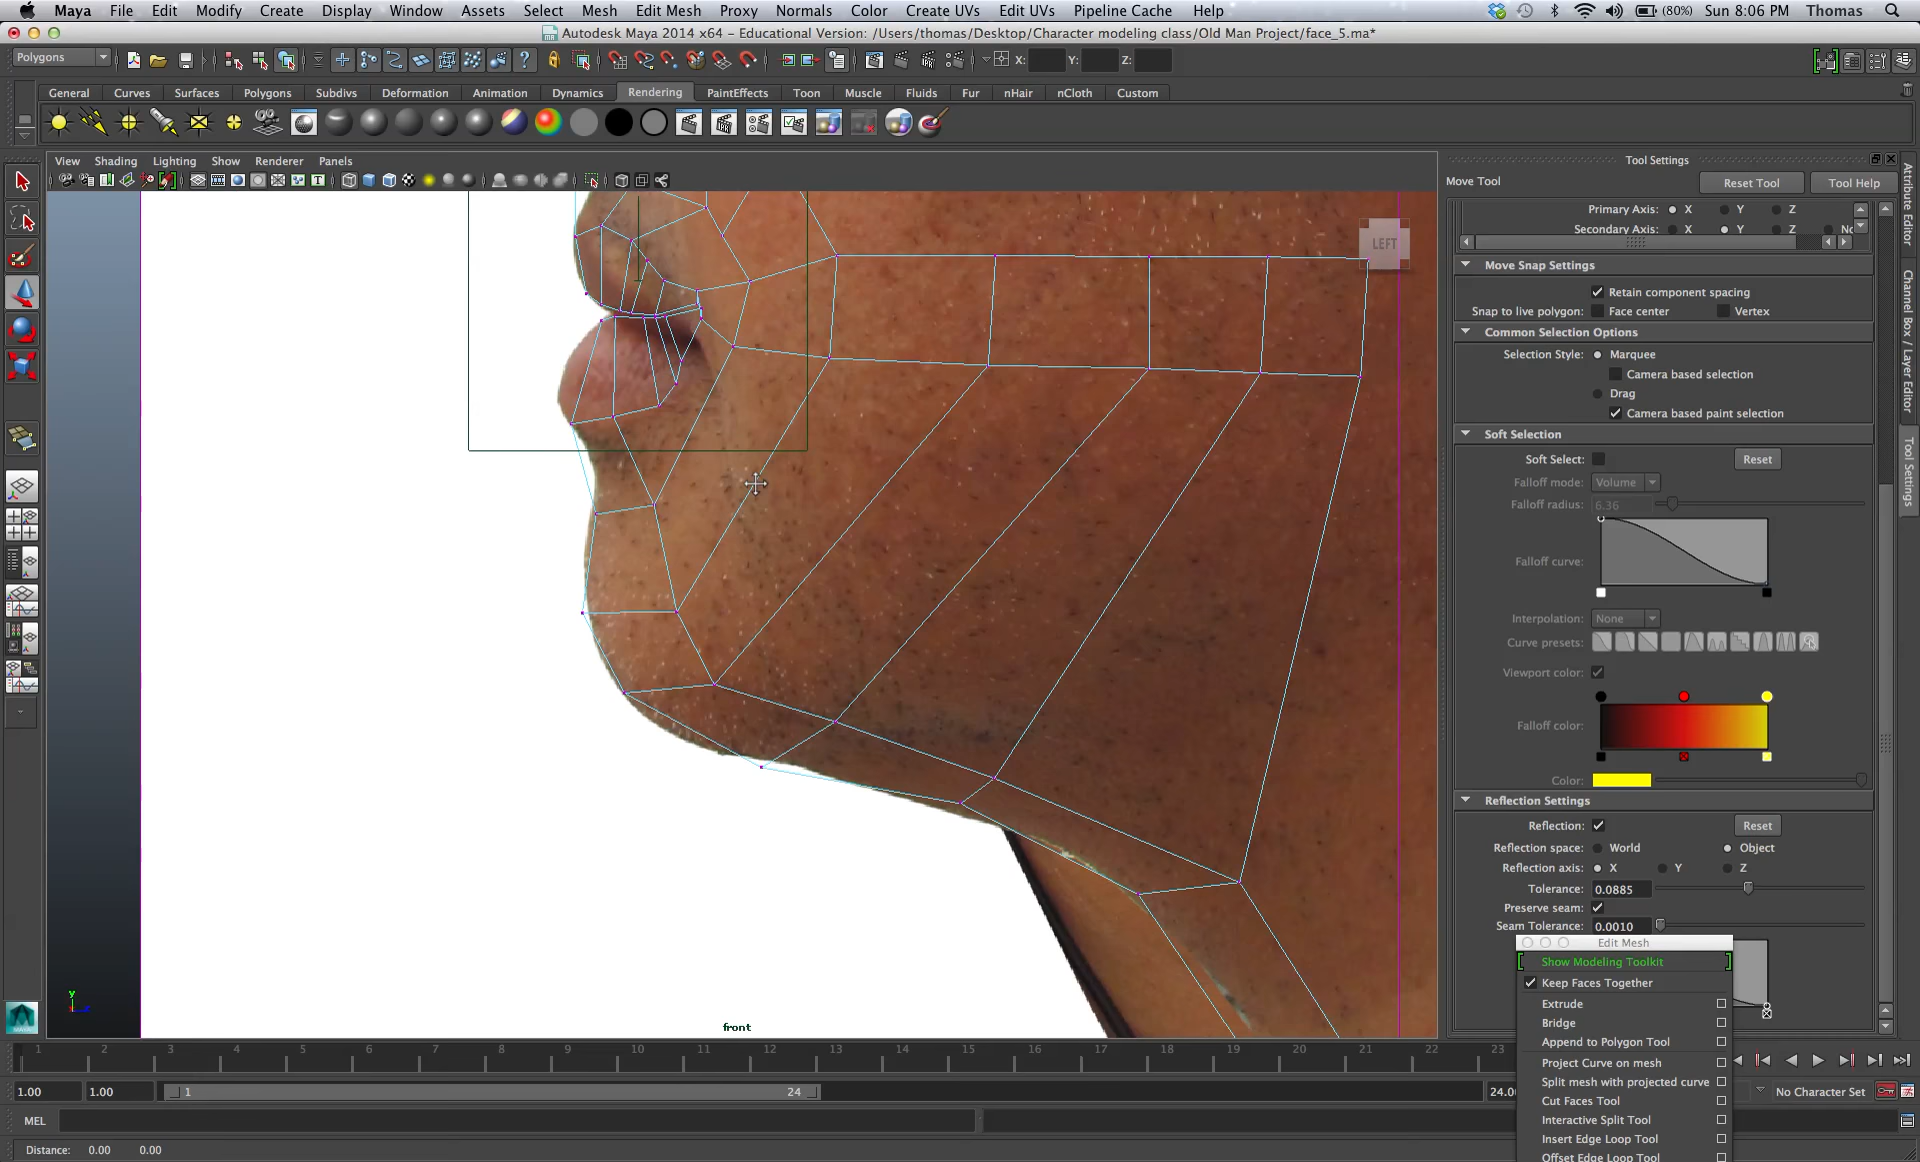 Maya File Edit Modify Create Display Window Assets Select Mesh Edit Mesh Proxy Normals Color Create UVs Edit UVs Pipeline Cache Help (80%) Sun 8:06 PM Thomas
Autodesk Maya 2014 x64 - Educational Version: /Users/thomas/Desktop/Character modeling class/Old Man Project/face_5.ma*
Polygons X: Y: Z:
General Curves Surfaces Polygons Subdivs Deformation Animation Dynamics Rendering PaintEffects Toon Muscle Fluids Fur nHair nCloth Custom
View Shading Lighting Show Renderer Panels
LEFT
front
Tool Settings
Move Tool Reset Tool Tool Help
Primary Axis: X Y Z
Secondary Axis: X Y Z No
Move Snap Settings
Retain component spacing
Snap to live polygon: Face center Vertex
Common Selection Options
Selection Style: Marquee
Camera based selection
Drag
Camera based paint selection
Soft Selection
Soft Select: Reset
Falloff mode: Volume
Falloff radius: 6.36
Falloff curve:
Interpolation: None
Curve presets:
Viewport color:
Falloff color:
Color:
Reflection Settings
Reflection: Reset
Reflection space: World Object
Reflection axis: X Y Z
Tolerance: 0.0885
Preserve seam:
Seam Tolerance: 0.0010
Edit Mesh
Show Modeling Toolkit
Keep Faces Together
Extrude
Bridge
Append to Polygon Tool
Project Curve on mesh
Split mesh with projected curve
Cut Faces Tool
Interactive Split Tool
Insert Edge Loop Tool
Offset Edge Loop Tool
Attribute Editor
Channel Box / Layer Editor
Tool Settings
1 2 3 4 5 6 7 8 9 10 11 12 13 14 15 16 17 18 19 20 21 22 23
1.00 1.00 1 24 24.00 No Character Set
MEL
Distance: 0.00 0.00